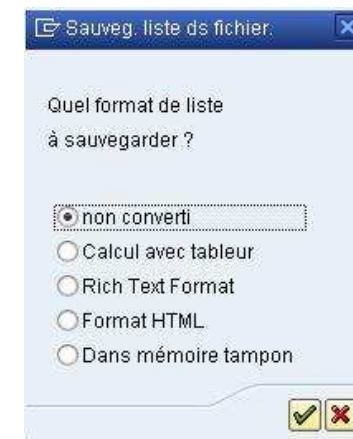 Sauveg. liste ds fichier.
Quel format de liste
à sauvegarder ?
non converti
Calcul avec tableur
Rich Text Format
Format HTML
Dans mémoire tampon